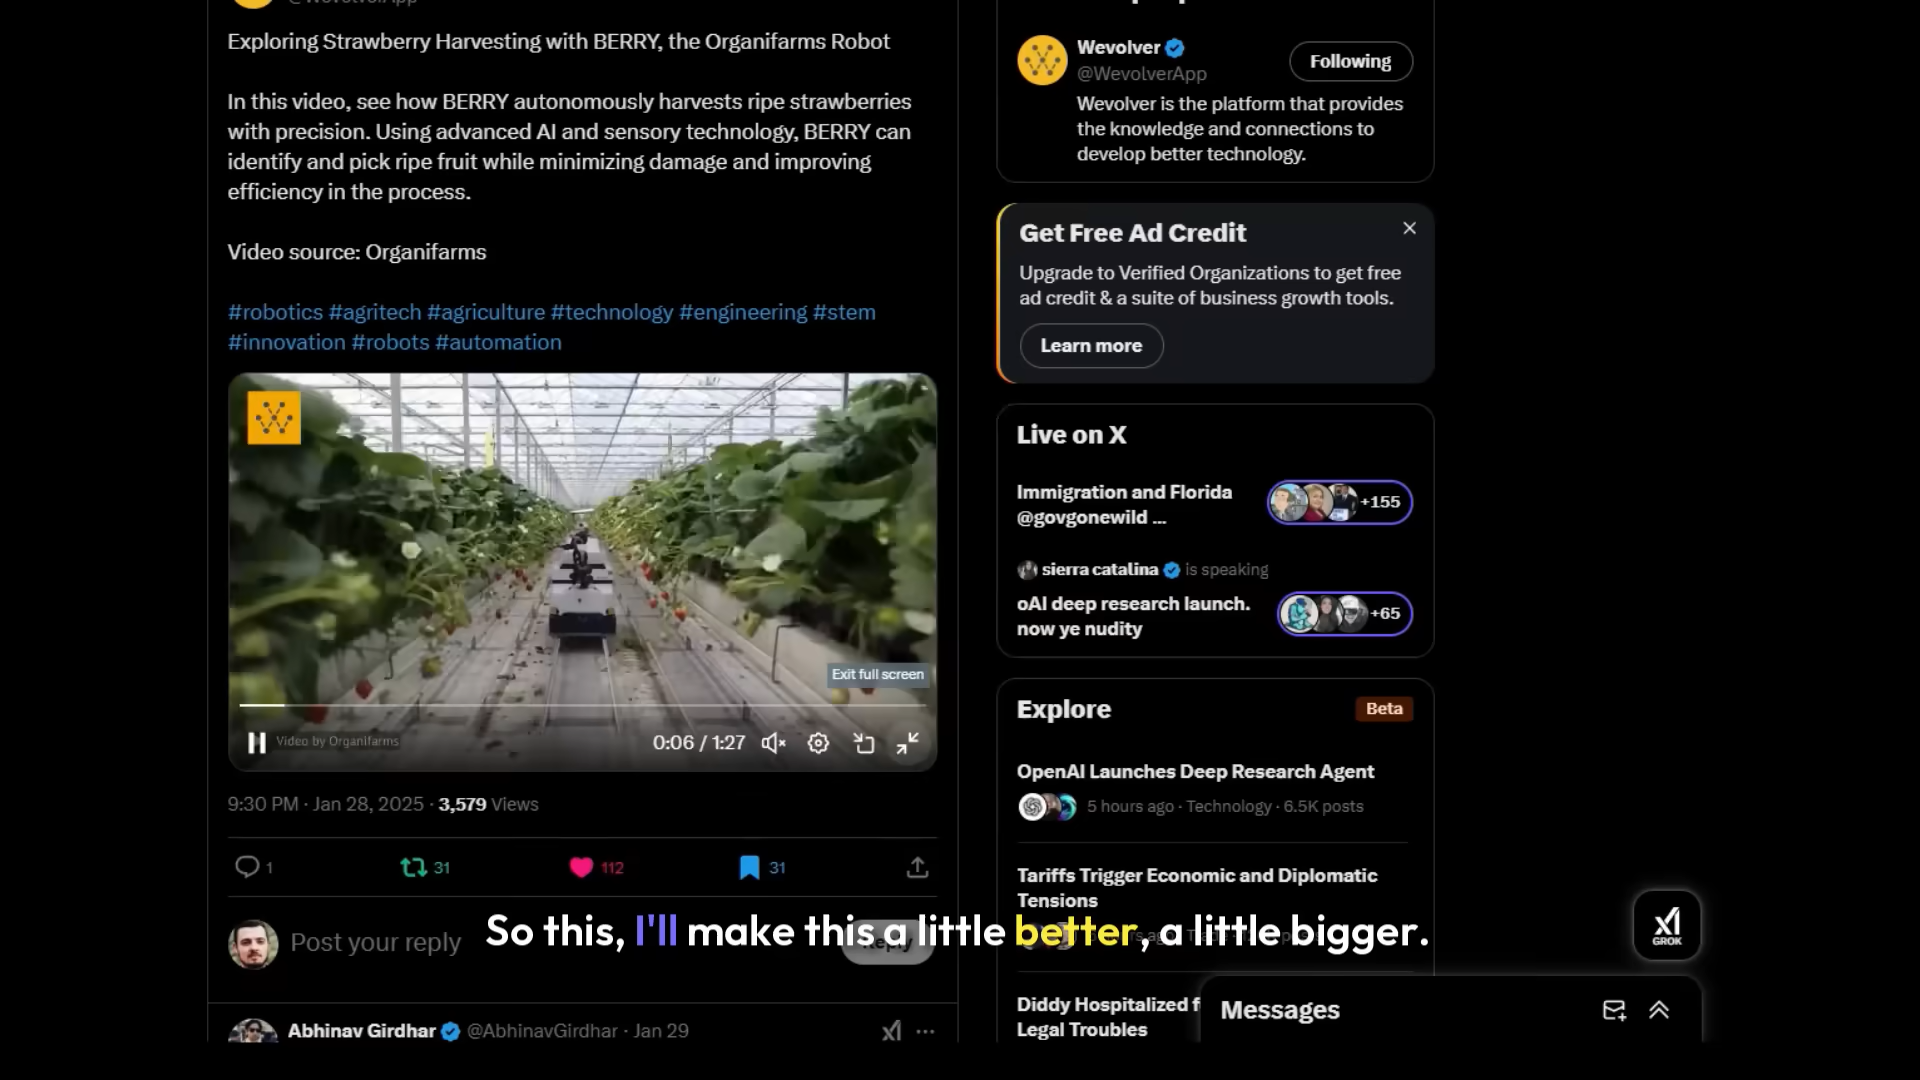 Exploring Strawberry Harvesting with BERRY, the Organifarms Robot
In this video, see how BERRY autonomously harvests ripe strawberries
with precision. Using advanced AI and sensory technology, BERRY can
identify and pick ripe fruit while minimizing damage and improving
efficiency in the process.
Video source: Organifarms
#robotics #agritech #agriculture #technology #engineering #stem
#innovation #robots #automation
Exit full screen
Video by Organifarms
0:06 / 1:27
9:30 PM · Jan 28, 2025 · 3,579 Views
1 31 112 31
Post your reply
So this, I'll make this a little better, a little bigger.
Abhinav Girdhar @AbhinavGirdhar · Jan 29
Wevolver
@WevolverApp
Following
Wevolver is the platform that provides
the knowledge and connections to
develop better technology.
Get Free Ad Credit
Upgrade to Verified Organizations to get free
ad credit & a suite of business growth tools.
Learn more
Live on X
Immigration and Florida
@govgonewild ...
+155
sierra catalina is speaking
oAI deep research launch.
now ye nudity
+65
Explore
Beta
OpenAI Launches Deep Research Agent
5 hours ago · Technology · 6.5K posts
Tariffs Trigger Economic and Diplomatic
Tensions
Diddy Hospitalized
Legal Troubles
GROK
Messages